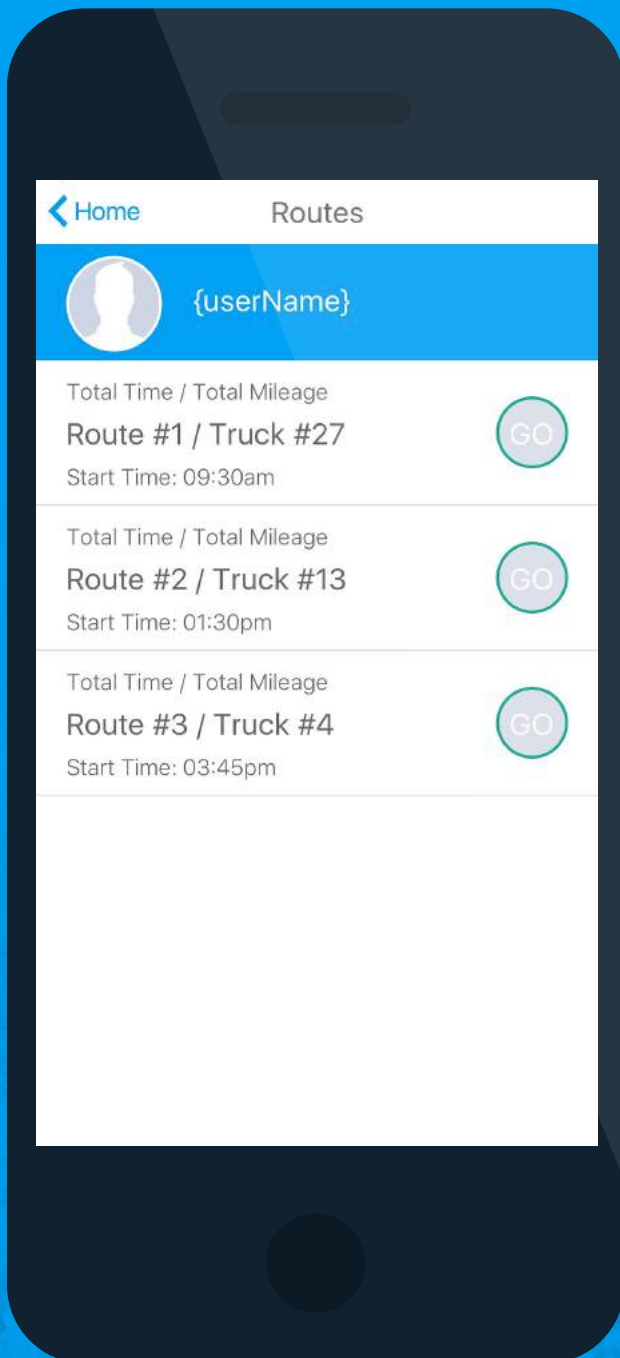 Home
Routes
{userName}
Total Time / Total Mileage
Route #1 / Truck #27
GO
Start Time: 09:30am
Total Time / Total Mileage
Route #2 / Truck #13
GO
Start Time: 01:30pm
Total Time / Total Mileage
Route #3 / Truck #4
GO
Start Time: 03:45pm